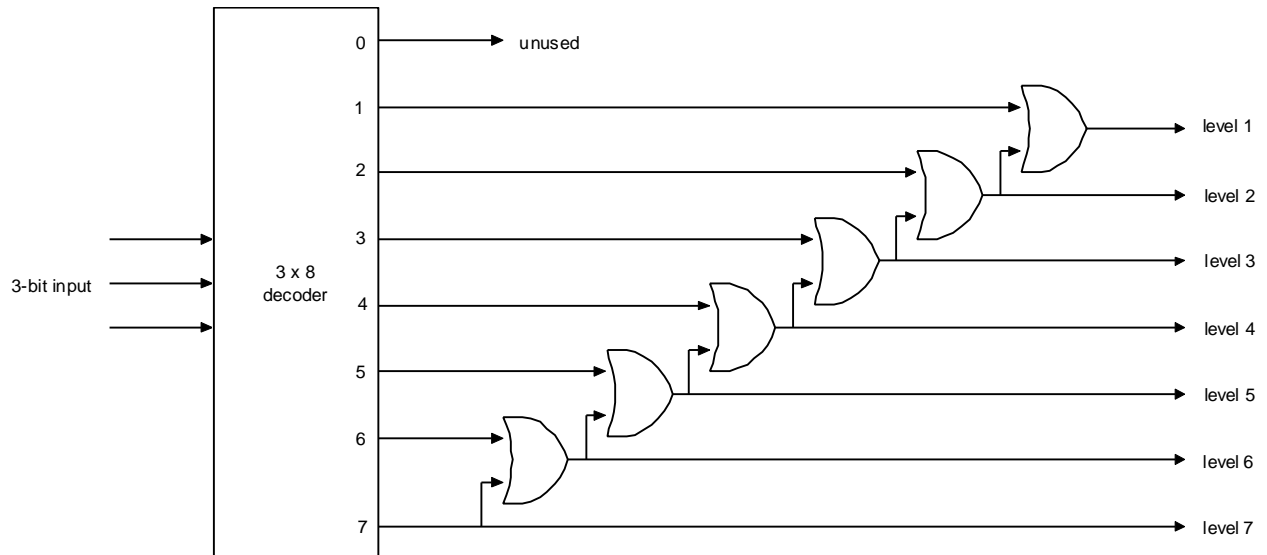 0
unused
1
level 1
2
level 2
3
level 3
3-bit input
3 x 8
decoder
4
level 4
5
level 5
6
level 6
7
level 7